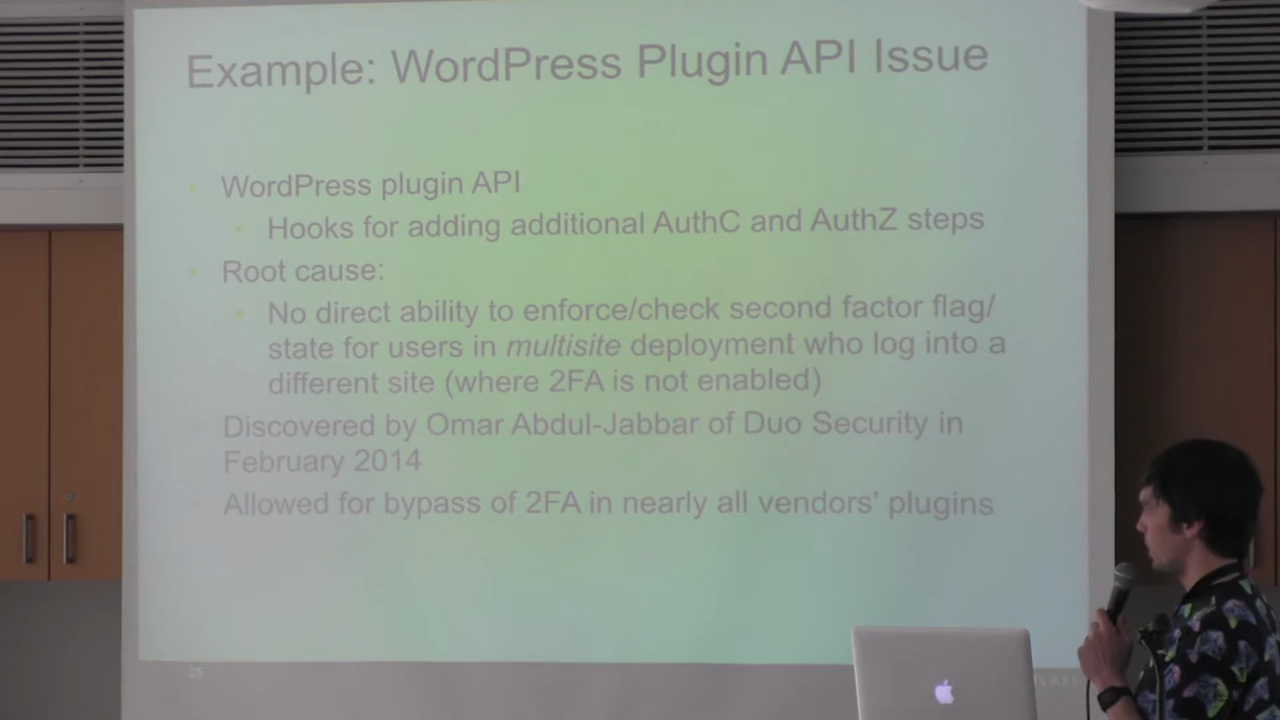 Example: WordPress Plugin API Issue
WordPress plugin API
Hooks for adding additional AuthC and AuthZ steps
Root cause:
No direct ability to enforce/check second factor flag/
state for users in multisite deployment who log into a
different site (where 2FA is not enabled)
Discovered by Omar Abdul-Jabbar of Duo Security in
February 2014
Allowed for bypass of 2FA in nearly all vendors' plugins
25